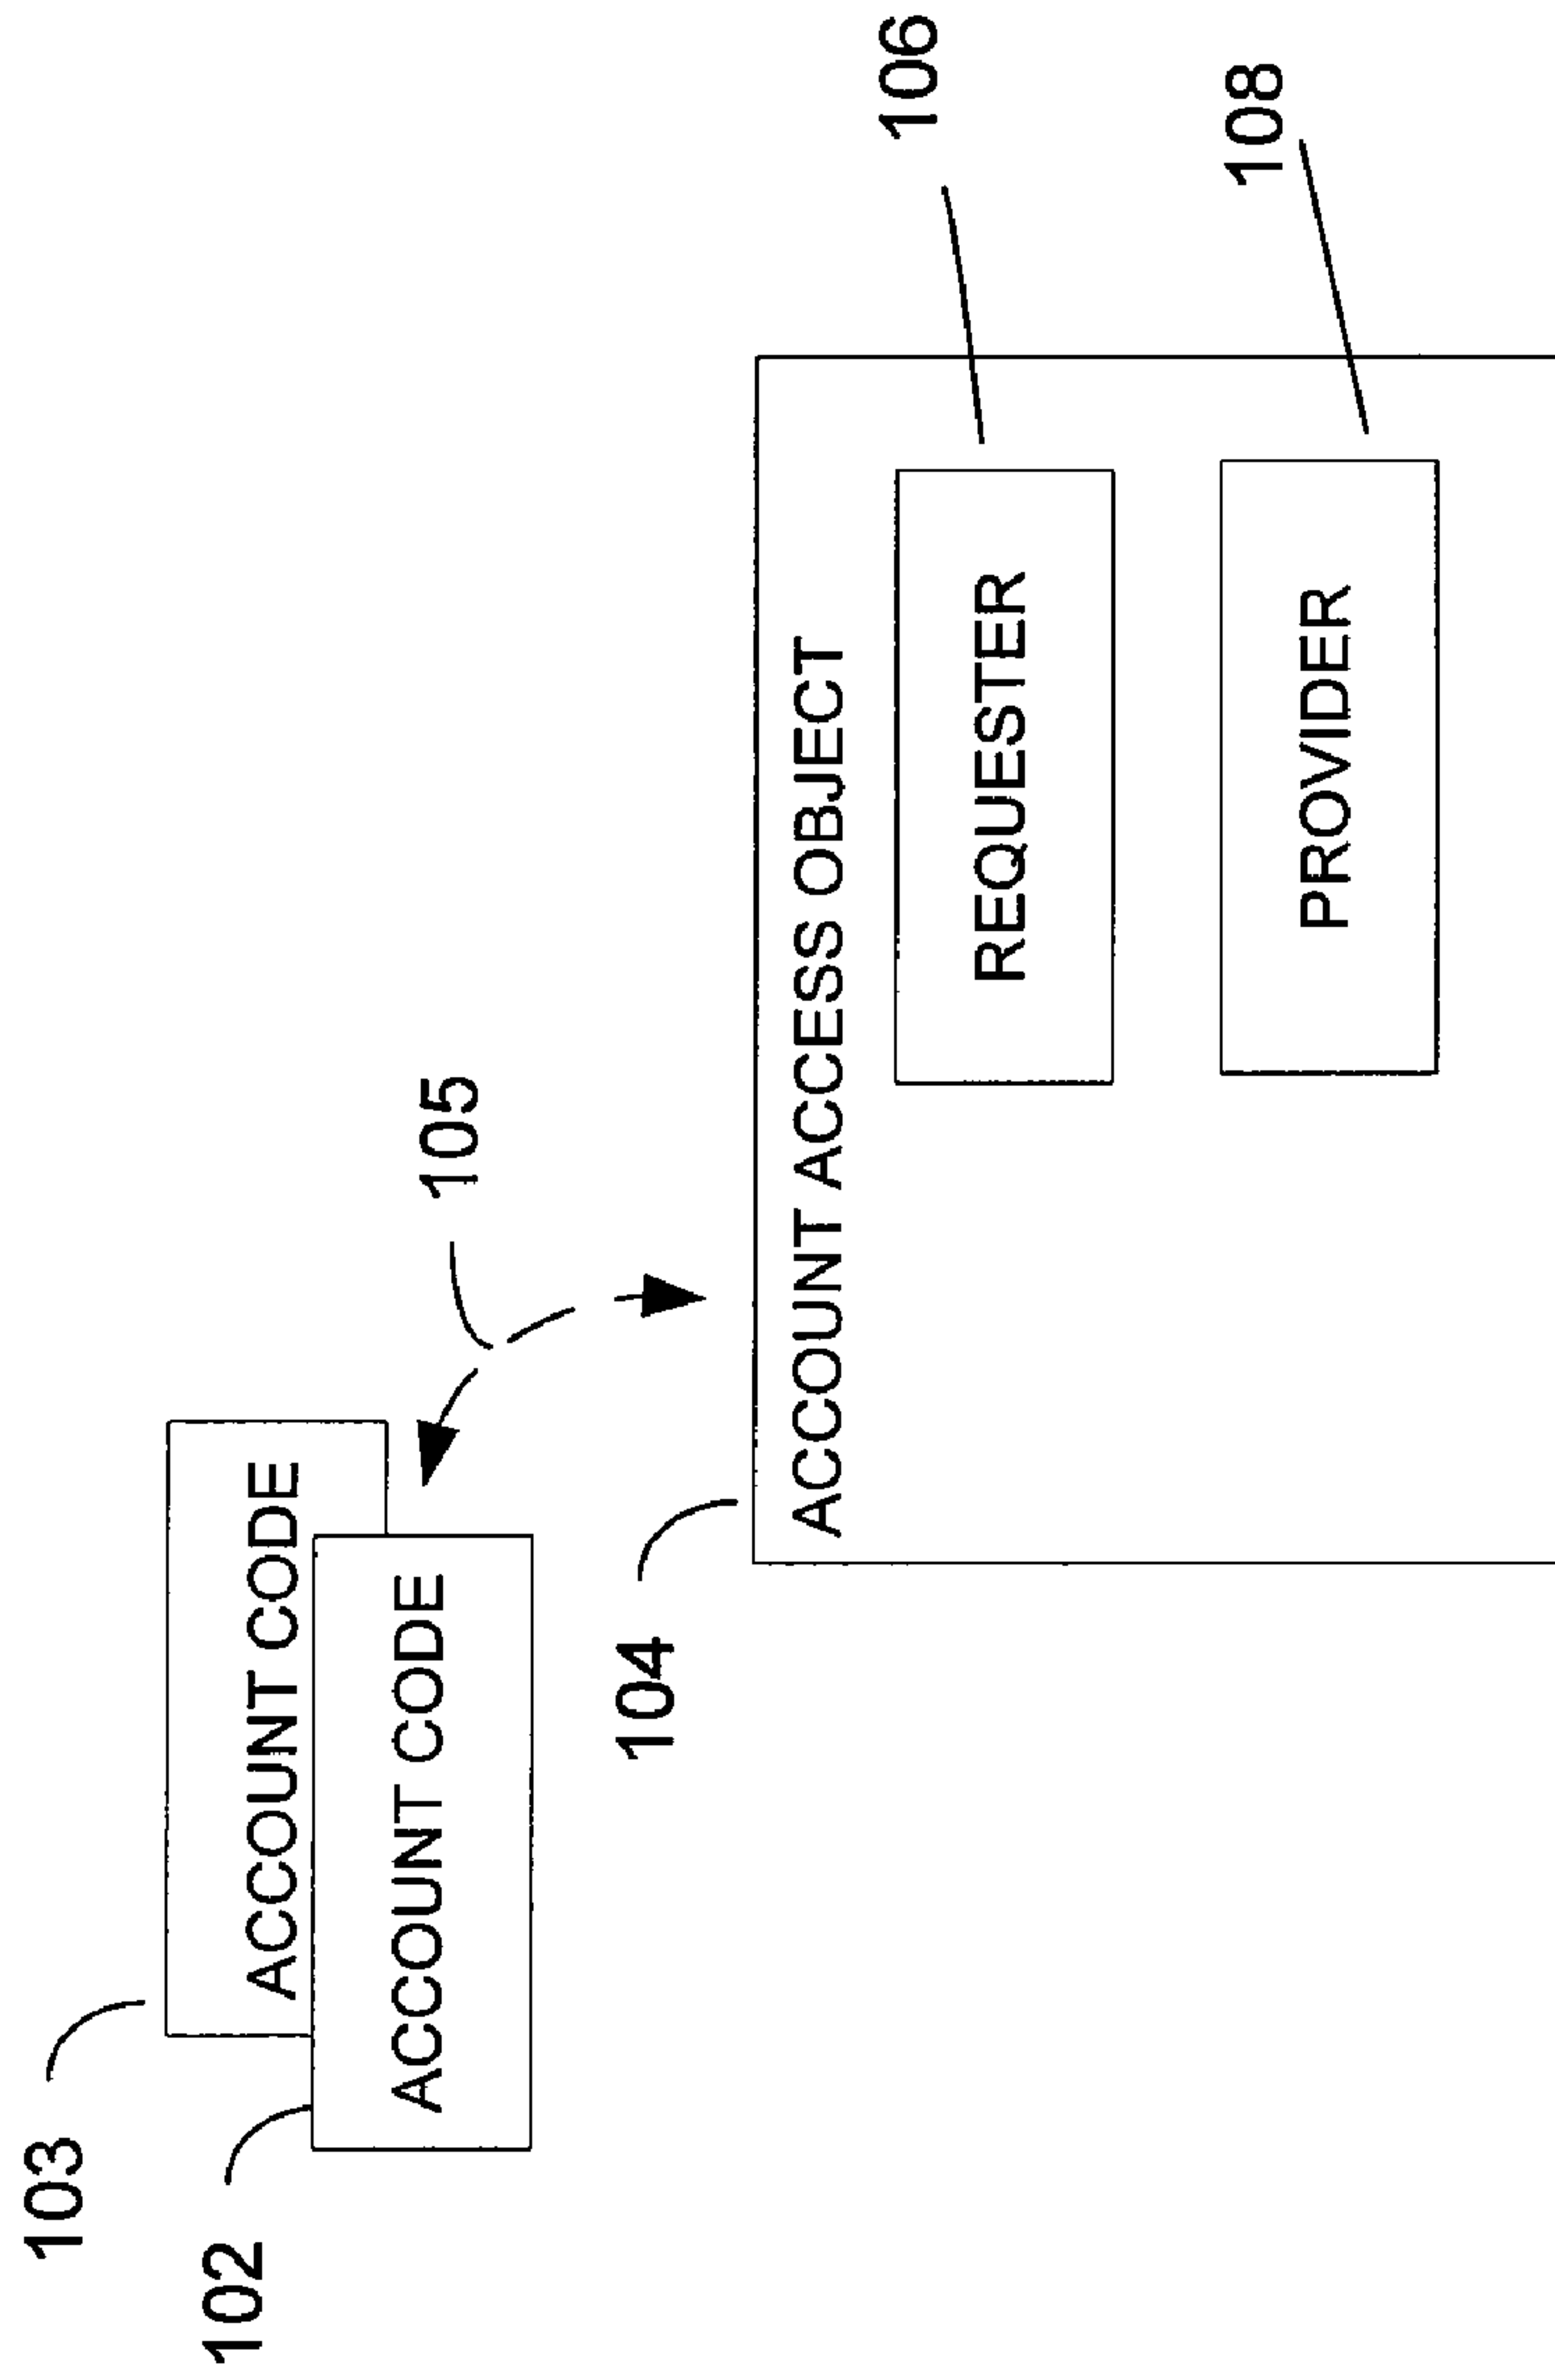 103
ACCOUNT CODE
102
ACCOUNT CODE
105
104
ACCOUNT ACCESS OBJECT
106
REQUESTER
108
PROVIDER